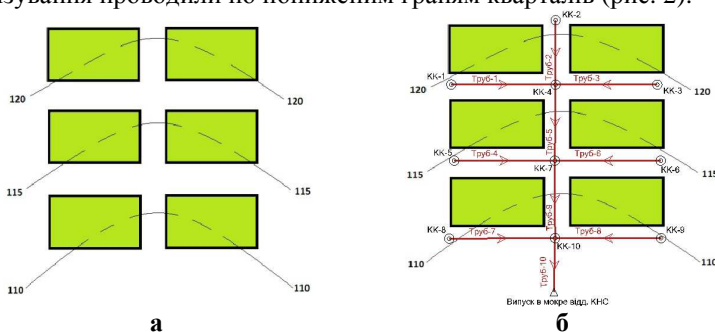 зування проводили по пониженим граням кварталів (рис. 2).
120
120
115
115
110
110
а
КК-2
Труб-2
КК-1
Труб-1
Труб-3
120
КК-4
КК-3
120
Труб-5
КК-5
Труб-4
Труб-6
115
КК-7
КК-6
115
Труб-9
КК-8
Труб-7
Труб-8
КК-9
110
КК-10
110
Труб-10
Випуск в мокре відд. КНС
б